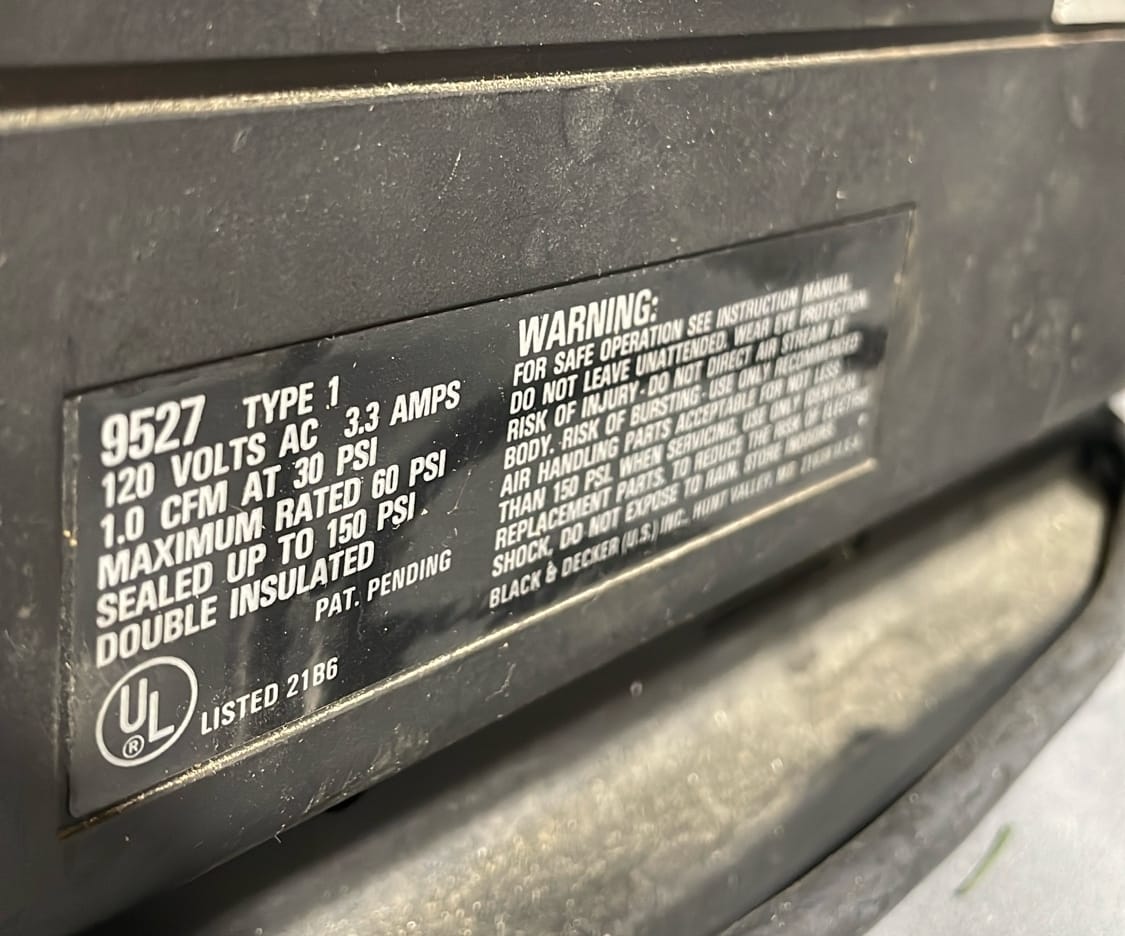 9527 TYPE 1
120 VOLTS AC 3.3 AMPS
1.0 CFM AT 30 PSI
MAXIMUM RATED 60 PSI
SEALED UP TO 150 PSI
DOUBLE INSULATED
PAT. PENDING
UL
®
LISTED 21B6
WARNING:
FOR SAFE OPERATION SEE INSTRUCTION MANUAL.
DO NOT LEAVE UNATTENDED. WEAR EYE PROTECTION.
RISK OF INJURY - DO NOT DIRECT AIR STREAM AT
BODY. RISK OF BURSTING - USE ONLY RECOMMENDED
AIR HANDLING PARTS ACCEPTABLE FOR NOT LESS
THAN 150 PSI. WHEN SERVICING, USE ONLY IDENTICAL
REPLACEMENT PARTS. TO REDUCE THE RISK OF ELECTRIC
SHOCK, DO NOT EXPOSE TO RAIN. STORE INDOORS.
BLACK & DECKER (U.S.) INC., HUNT VALLEY, MD U.S.A.